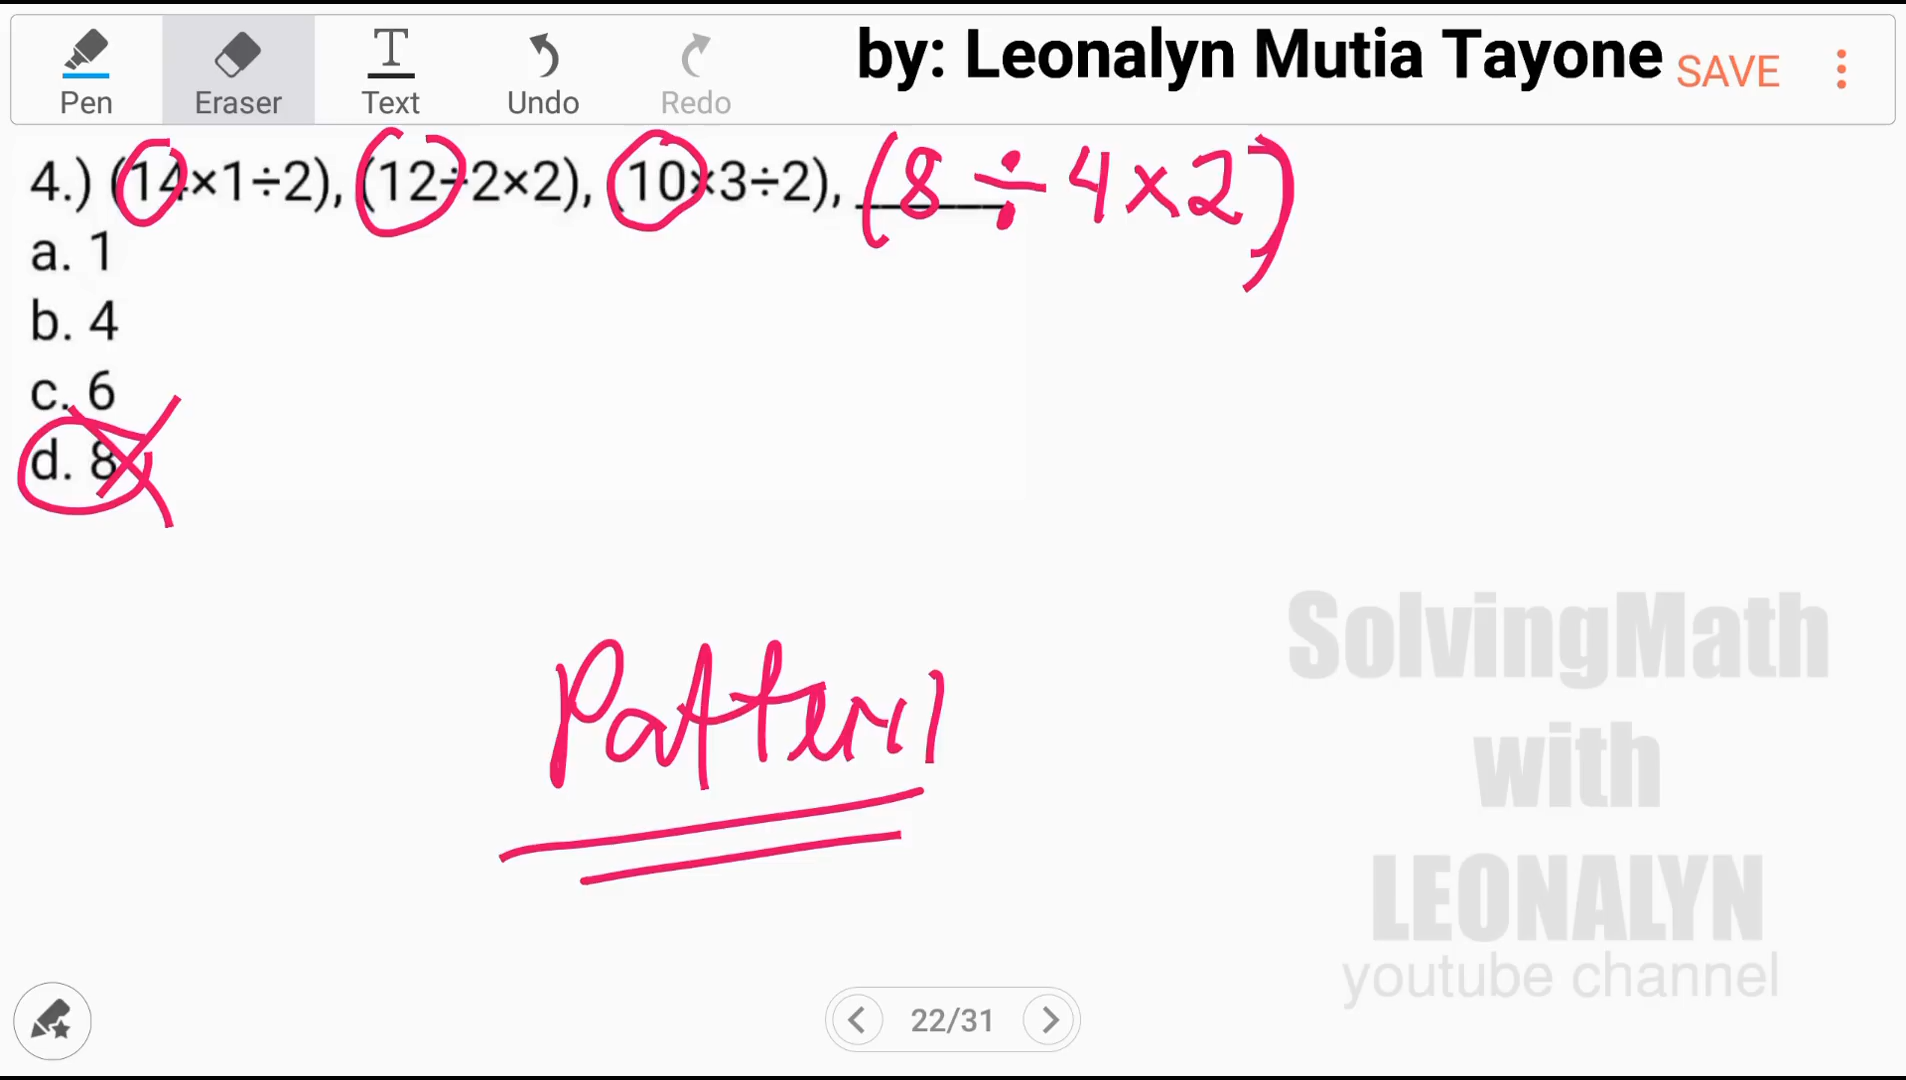 by: Leonalyn Mutia Tayone
SAVE
Pen
Eraser
Text
Undo
Redo
4.) (14×1÷2), (12÷2×2), (10×3÷2), ______ (8÷4×2)
a. 1
b. 4
c. 6
d. 8
Pattern
SolvingMath
with
LEONALYN
youtube channel
22/31